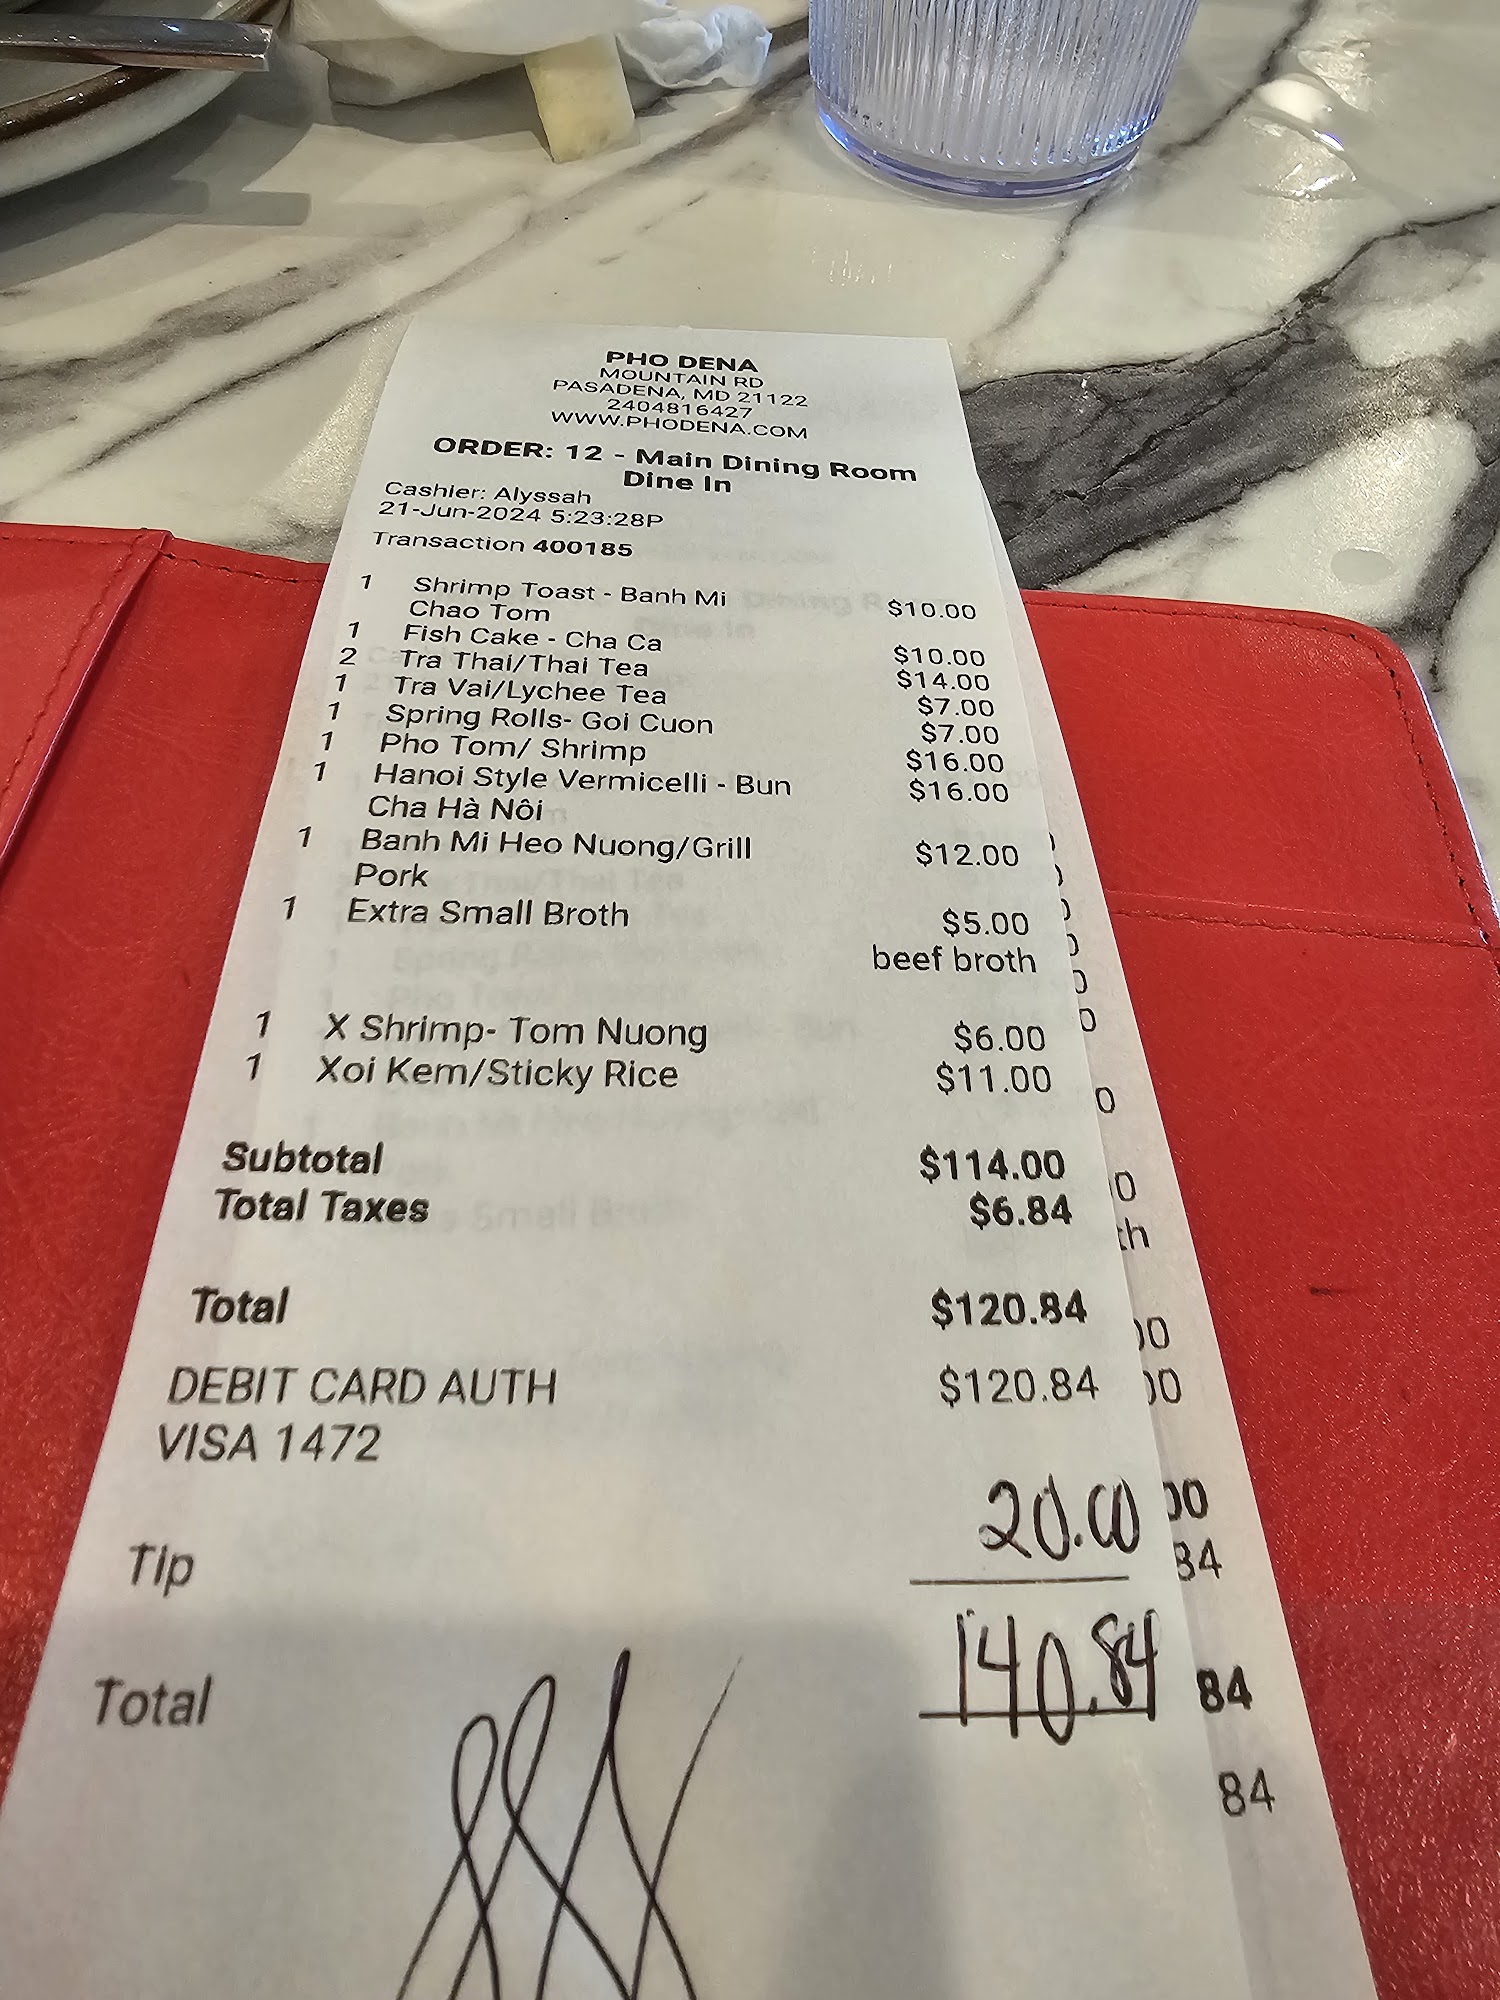 PHO DENA
MOUNTAIN RD
PASADENA, MD 21122
2404816427
WWW.PHODENA.COM
ORDER: 12 - Main Dining Room
Dine In
Cashier: Alyssah
21-Jun-2024 5:23:28P
Transaction 400185
1 Shrimp Toast - Banh Mi $10.00
Chao Tom
1 Fish Cake - Cha Ca $10.00
2 Tra Thai/Thai Tea $14.00
1 Tra Vai/Lychee Tea $7.00
1 Spring Rolls- Goi Cuon $7.00
1 Pho Tom/ Shrimp $16.00
1 Hanoi Style Vermicelli - Bun $16.00
Cha Hà Nôi
1 Banh Mi Heo Nuong/Grill $12.00
Pork
1 Extra Small Broth $5.00
beef broth
1 X Shrimp- Tom Nuong $6.00
1 Xoi Kem/Sticky Rice $11.00
Subtotal $114.00
Total Taxes $6.84
Total $120.84
DEBIT CARD AUTH $120.84
VISA 1472
Tip 20.00
Total 140.84